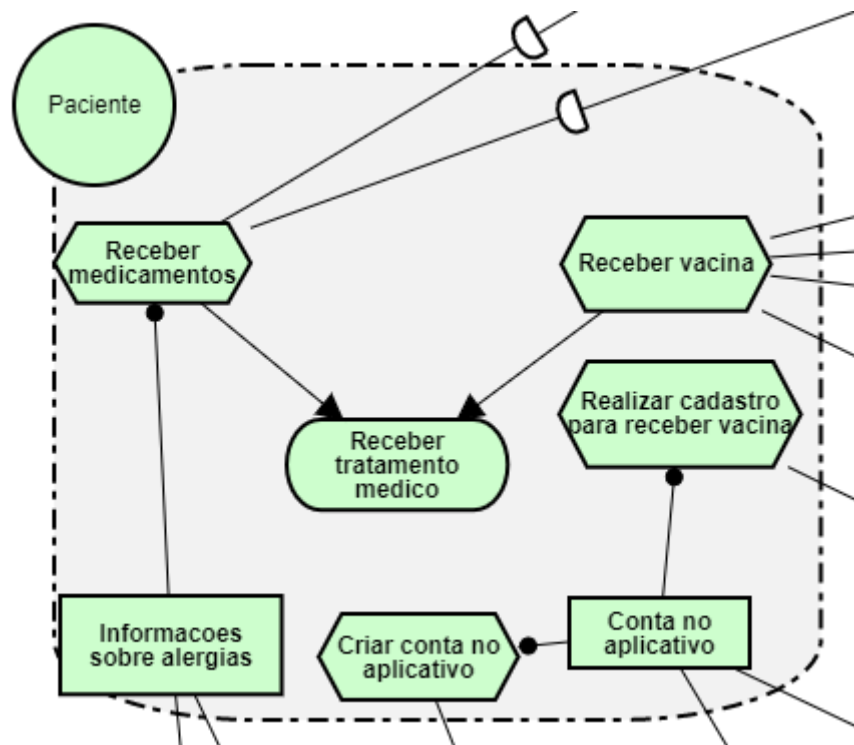 Paciente
Receber
medicamentos
Receber vacina
Realizar cadastro
para receber vacina
Receber
tratamento
medico
Informacoes
sobre alergias
Criar conta no
aplicativo
Conta no
aplicativo